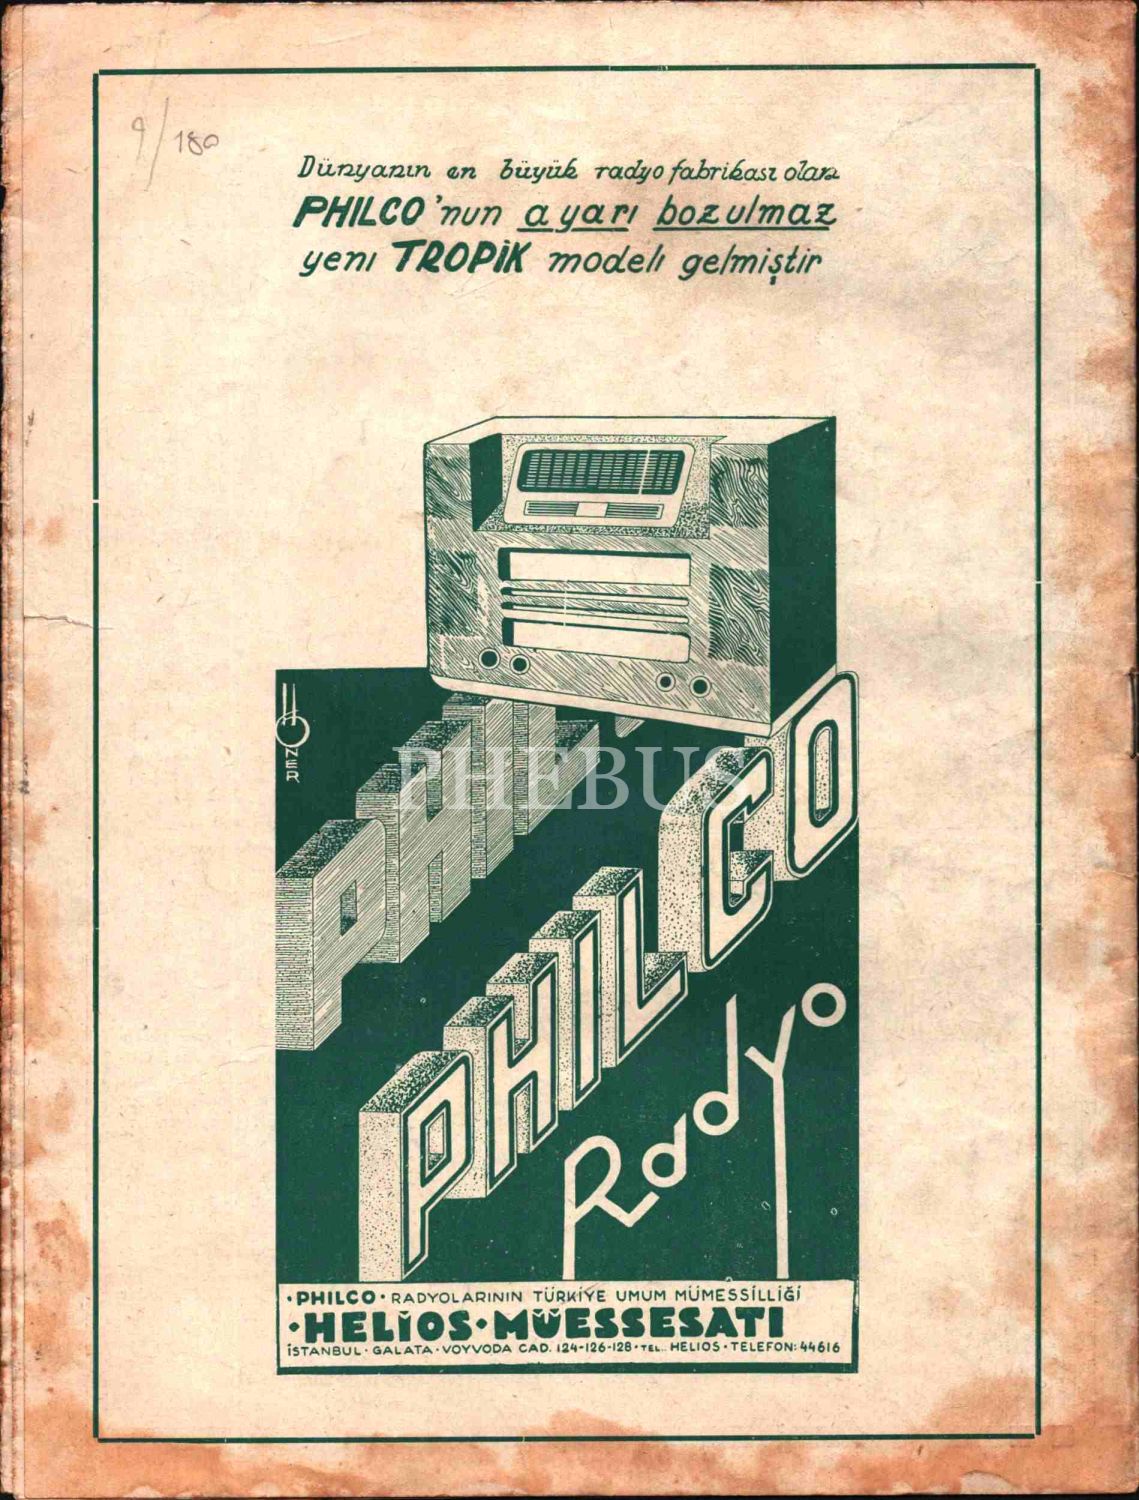 9/180
Dünyanın en büyük radyo fabrikası olan
PHILCO'nun ayarı bozulmaz
yeni TROPİK modeli gelmiştir
ÖNER
PHIL
PHEBUS
PHILCO
Radyo
·PHILCO· RADYOLARININ TÜRKİYE UMUM MÜMESSİLLİĞİ
·HELİOS·MÜESSESATI
İSTANBUL·GALATA·VOYVODA CAD. 124-126-128·TEL. HELIOS·TELEFON: 44616